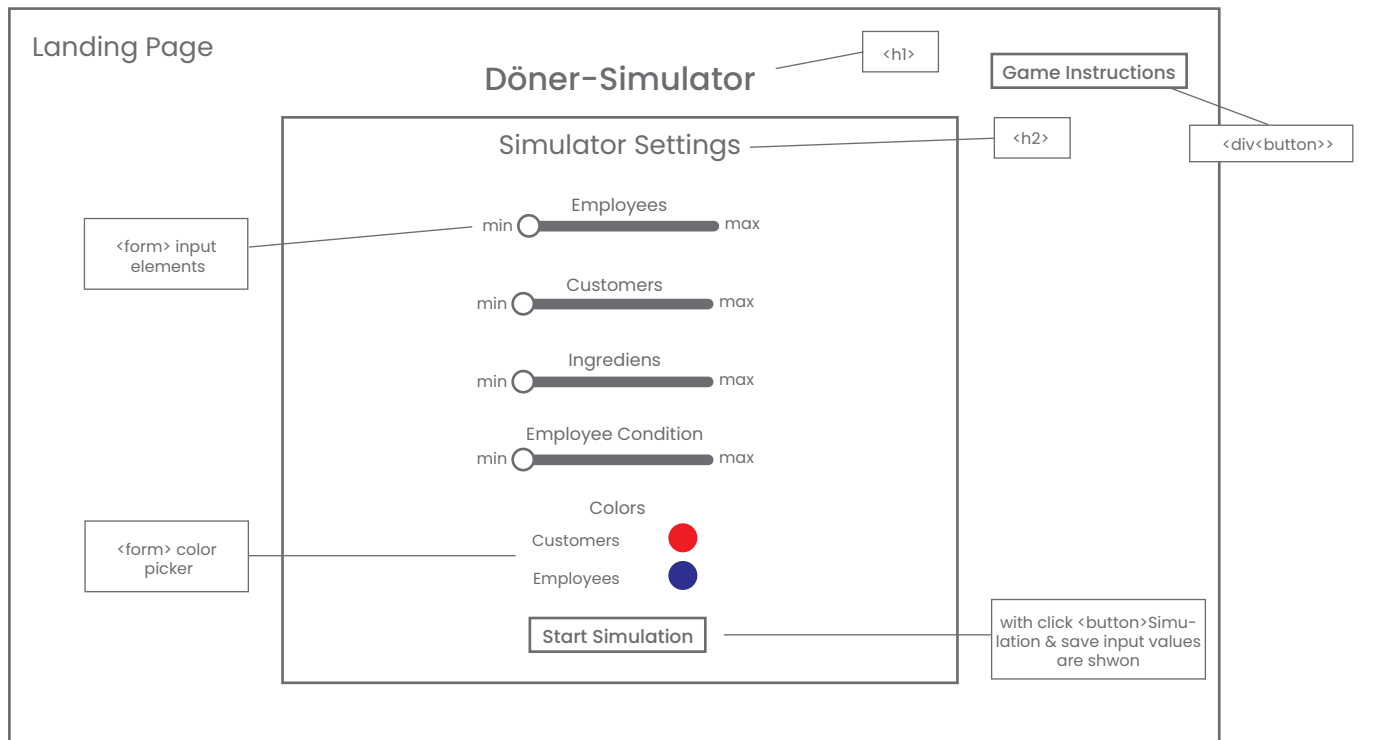 Landing Page
Döner-Simulator
<h1>
Game Instructions
<div<button>>
Simulator Settings
<h2>
Employees
min
max
<form> input
elements
Customers
min
max
Ingrediens
min
max
Employee Condition
min
max
Colors
Customers
Employees
<form> color
picker
Start Simulation
with click <button>Simu-
lation & save input values
are shwon